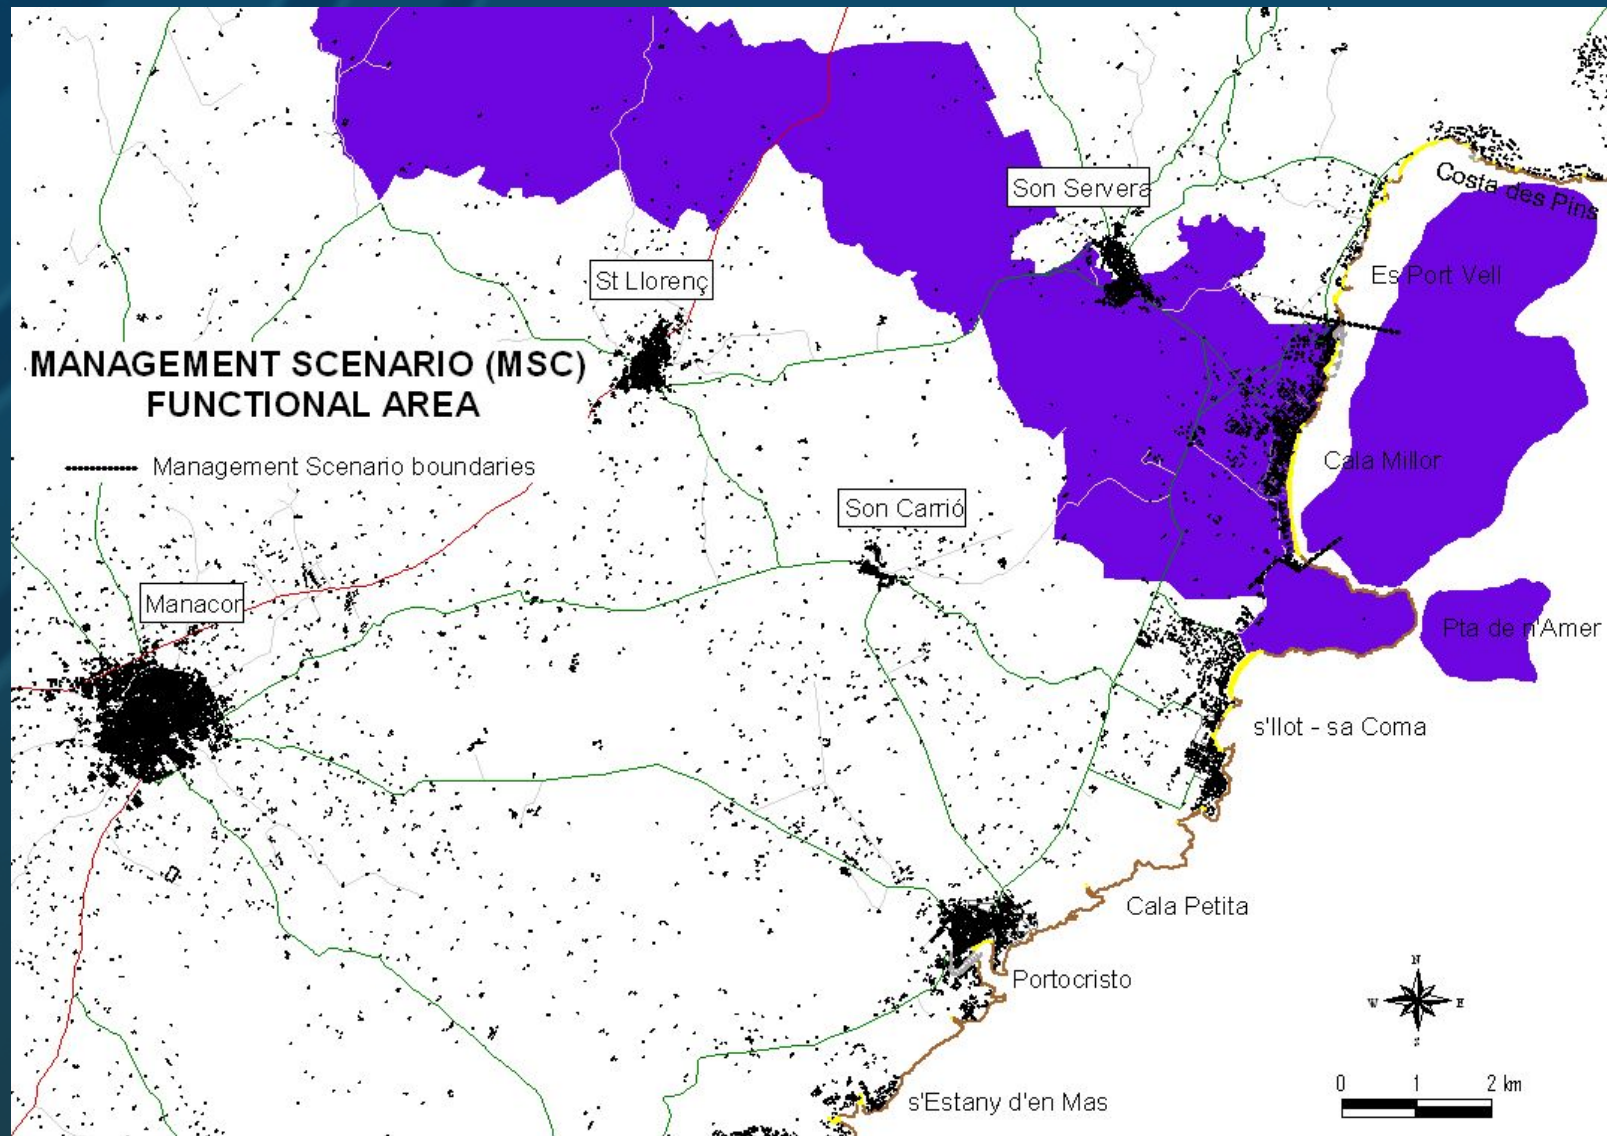 Son Servera
Costa des Pins
St Llorenç
Es Port Vell
MANAGEMENT SCENARIO (MSC)
FUNCTIONAL AREA
Management Scenario boundaries
Cala Millor
Son Carrió
Manacor
Pta de n'Amer
s'Illot - sa Coma
Cala Petita
Portocristo
N
W E
S
0 1 2 km
s'Estany d'en Mas